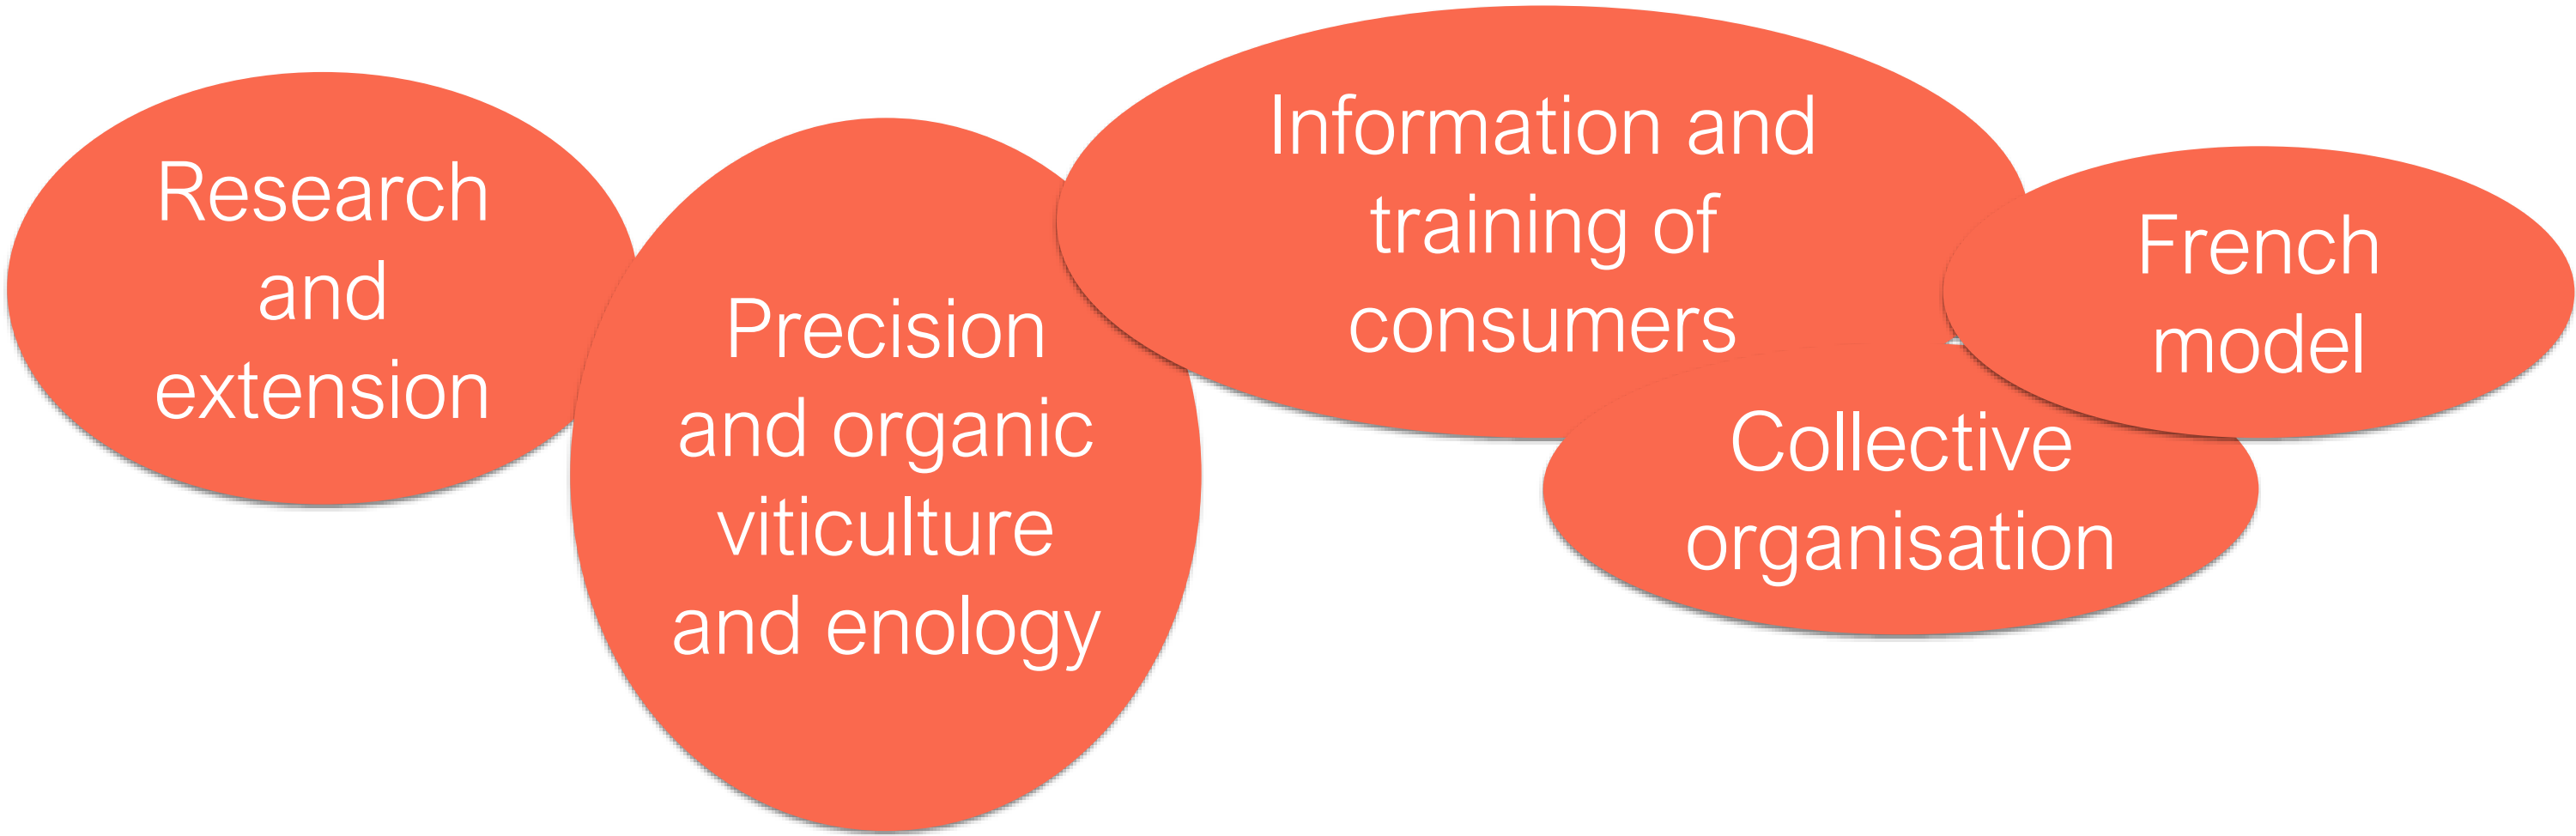 Research
and
extension
Precision
and organic
viticulture
and enology
Information and
training of
consumers
Collective
organisation
French
model